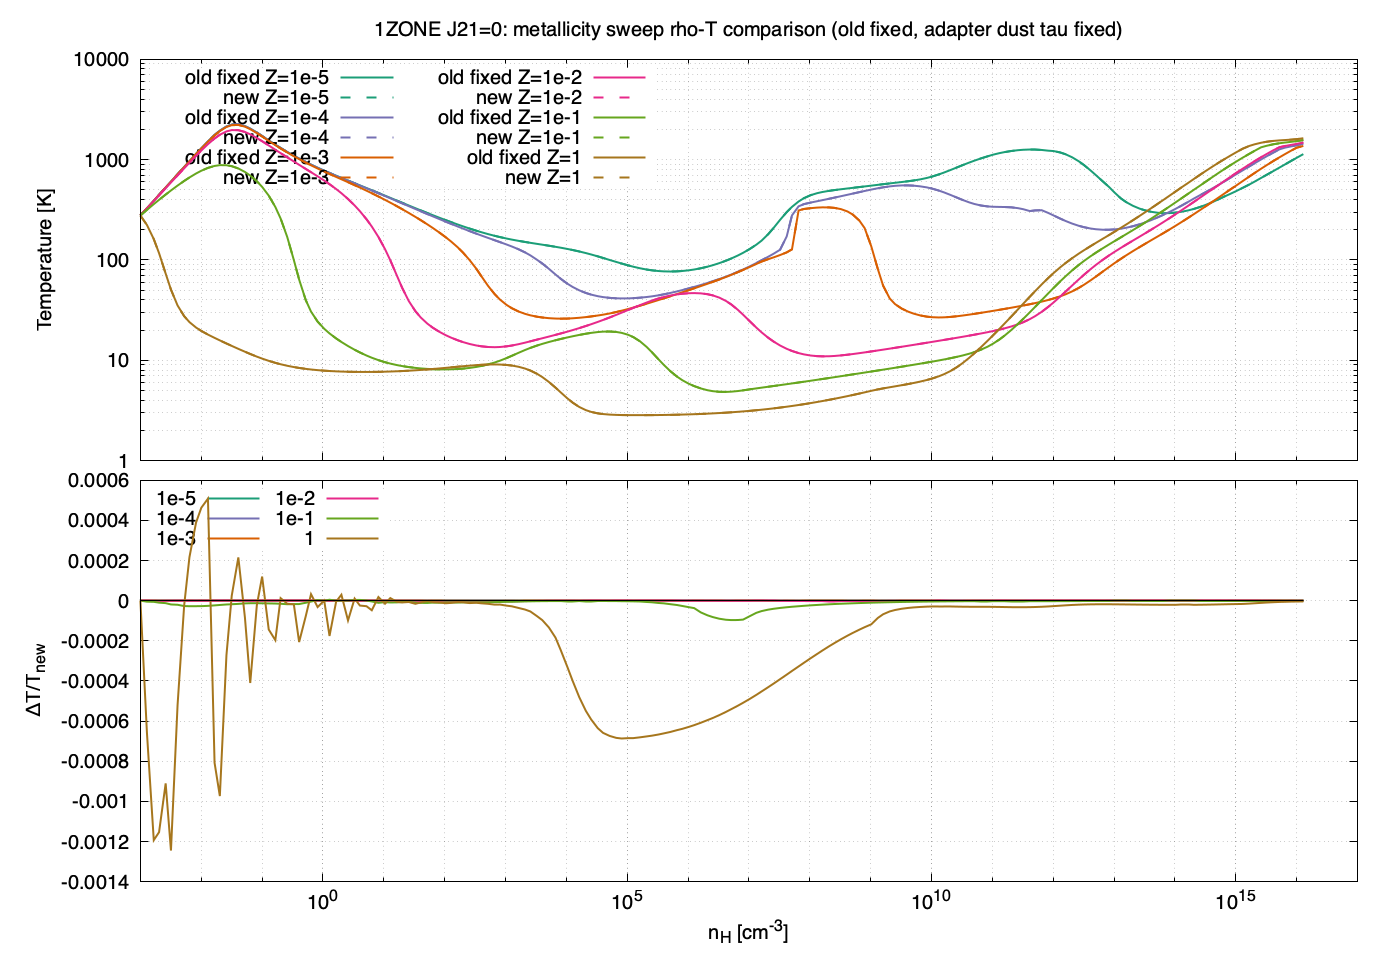 1ZONE J21=0: metallicity sweep rho-T comparison (old fixed, adapter dust tau fixed)
10000
1000
100
10
1
Temperature [K]
old fixed Z=1e-5
new Z=1e-5
old fixed Z=1e-4
new Z=1e-4
old fixed Z=1e-3
new Z=1e-3
old fixed Z=1e-2
new Z=1e-2
old fixed Z=1e-1
new Z=1e-1
old fixed Z=1
new Z=1
0.0006
0.0004
0.0002
0
-0.0002
-0.0004
-0.0006
-0.0008
-0.001
-0.0012
-0.0014
ΔT/Tnew
1e-5
1e-4
1e-3
1e-2
1e-1
1
10^0 10^5 10^10 10^15
nH [cm^-3]